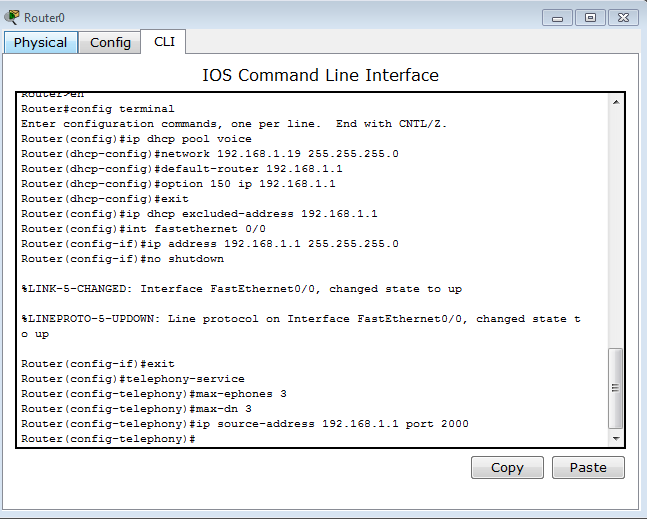 Router0
Physical Config CLI
IOS Command Line Interface
Router>en
Router#config terminal
Enter configuration commands, one per line.  End with CNTL/Z.
Router(config)#ip dhcp pool voice
Router(dhcp-config)#network 192.168.1.19 255.255.255.0
Router(dhcp-config)#default-router 192.168.1.1
Router(dhcp-config)#option 150 ip 192.168.1.1
Router(dhcp-config)#exit
Router(config)#ip dhcp excluded-address 192.168.1.1
Router(config)#int fastethernet 0/0
Router(config-if)#ip address 192.168.1.1 255.255.255.0
Router(config-if)#no shutdown
%LINK-5-CHANGED: Interface FastEthernet0/0, changed state to up
%LINEPROTO-5-UPDOWN: Line protocol on Interface FastEthernet0/0, changed state t
o up
Router(config-if)#exit
Router(config)#telephony-service
Router(config-telephony)#max-ephones 3
Router(config-telephony)#max-dn 3
Router(config-telephony)#ip source-address 192.168.1.1 port 2000
Router(config-telephony)#
Copy Paste